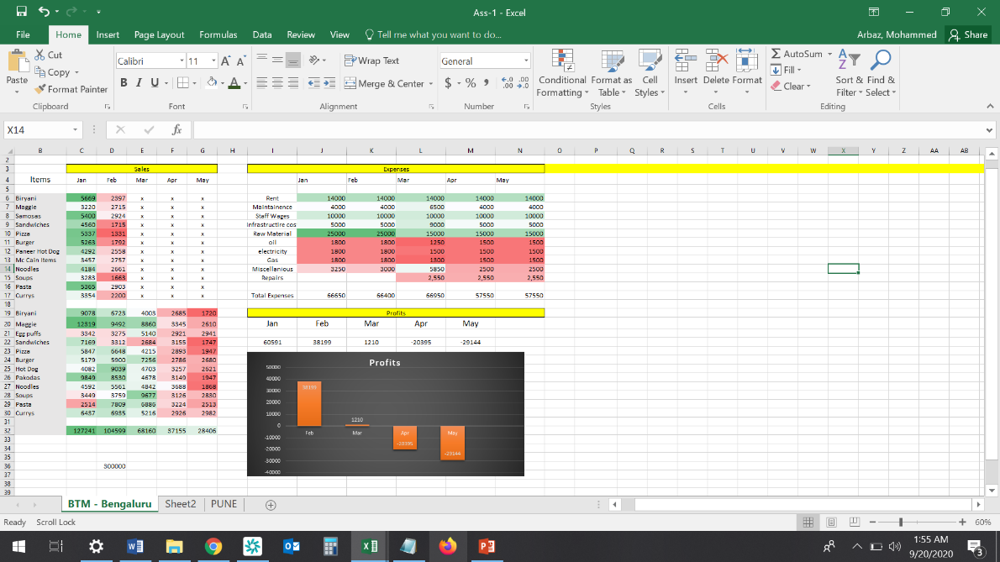 Ass-1 - Excel
File Home Insert Page Layout Formulas Data Review View Tell me what you want to do... Arbaz, Mohammed Share
Cut
Copy
Format Painter
Paste
Calibri 11
B I U
Wrap Text
Merge & Center
General
$ % ,
Conditional Formatting Format as Table Cell Styles
Insert Delete Format
AutoSum
Fill
Clear
Sort & Filter Find & Select
Clipboard Font Alignment Number Styles Cells Editing
X14 fx
B C D E F G H I J K L M N O P Q R S T U V W X Y Z AA AB
2
3 Sales Expenses
4 Items Jan Feb Mar Apr May Jan Feb Mar Apr May
5
6 Biryani 5669 2397 x x x Rent 14000 14000 14000 14000 14000
7 Maggie 3220 2715 x x x Maintainence 4000 4000 6500 4000 4000
8 Samosas 5400 2924 x x x Staff Wages 10000 10000 10000 10000 10000
9 Sandwiches 4560 1715 x x x Infrastructire cos 5000 5000 9000 5000 5000
10 Pizza 5337 1331 x x x Raw Material 25000 25000 15000 15000 15000
11 Burger 5263 1792 x x x oil 1800 1800 1250 1500 1500
12 Paneer Hot Dog 4292 2558 x x x electricity 1800 1800 1500 1500 1500
13 Mc Cain Items 3457 2757 x x x Gas 1800 1800 1300 1500 1500
14 Noodles 4184 2661 x x x Miscellanious 3250 3000 5850 2500 2500
15 Soups 3283 1663 x x x Repairs 2,550 2,550 2,550
16 Pasta 5365 2903 x x x
17 Currys 3354 2200 x x x Total Expenses 66650 66400 66950 57550 57550
18
19 Biryani 9078 6723 4003 2685 1720 Profits
20 Maggie 12319 9492 8860 3345 2610 Jan Feb Mar Apr May
21 Egg puffs 3342 3275 5140 2921 2941
22 Sandwiches 7169 3312 2684 3155 1747 60591 38199 1210 -20395 -29144
23 Pizza 5847 6648 4215 2893 1947
24 Burger 5179 5900 7256 2786 2680
25 Hot Dog 4082 9039 4703 3257 2621
26 Pakodas 9849 8530 4678 3149 1947
27 Noodles 4592 5561 4842 3688 1868
28 Soups 3449 3759 9677 3126 2830
29 Pasta 2514 7809 6886 3224 2513
30 Currys 6437 6935 5216 2926 2982
31
32 127241 104599 68160 37155 28406
33
34
35
36 300000
37
38
39
Profits
50000
40000
30000
20000
10000
0
-10000
-20000
-30000
-40000
38199 1210
Feb Mar Apr May
-20395 -29144
BTM - Bengaluru Sheet2 PUNE
Ready Scroll Lock 60%
1:55 AM
9/20/2020
3